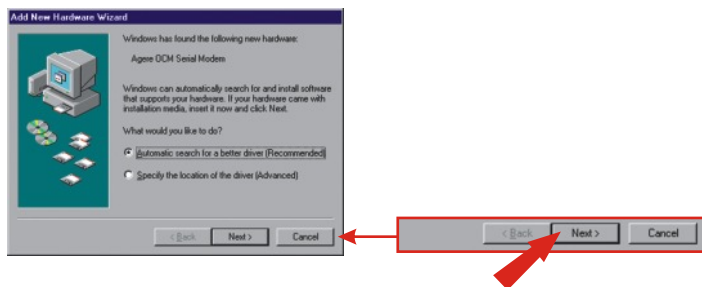 Add New Hardware Wizard
Windows has found the following new hardware:
Agere OCM Serial Modem
Windows can automatically search for and install software
that supports your hardware. If your hardware came with
installation media, insert it now and click Next.
What would you like to do?
Automatic search for a better driver (Recommended)
Specify the location of the driver (Advanced)
< Back Next > Cancel
< Back Next > Cancel